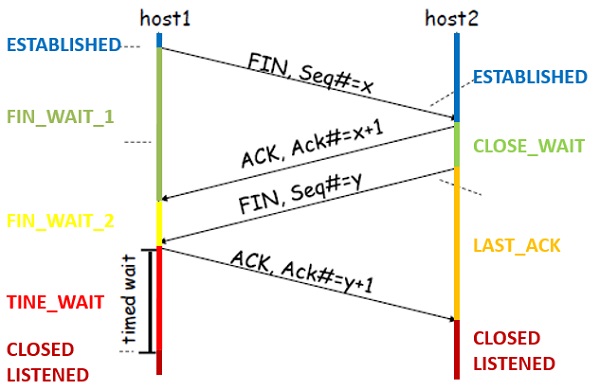 host1
host2
ESTABLISHED
FIN, Seq#=x
ESTABLISHED
FIN_WAIT_1
ACK, Ack#=x+1
CLOSE_WAIT
FIN, Seq#=y
FIN_WAIT_2
LAST_ACK
ACK, Ack#=y+1
TINE_WAIT
timed wait
CLOSED
LISTENED
CLOSED
LISTENED